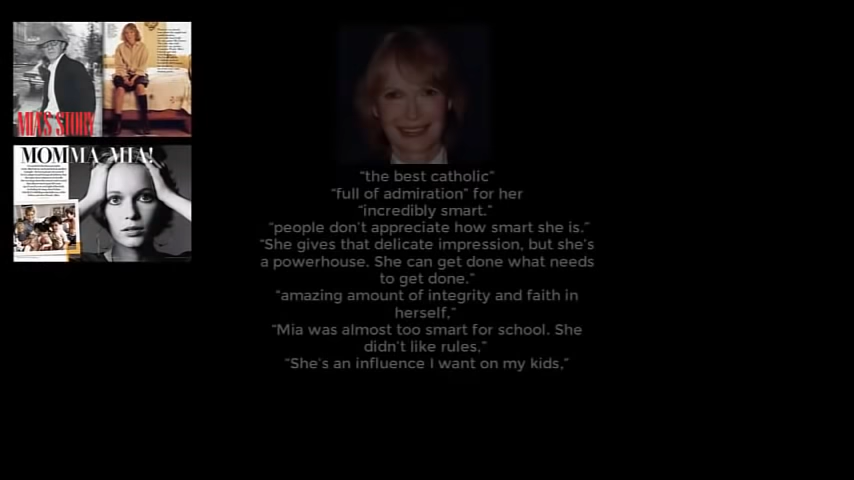 MIA'S STORY
MOMMA MIA!
"the best catholic"
"full of admiration" for her
"incredibly smart."
"people don't appreciate how smart she is."
"She gives that delicate impression, but she's
a powerhouse. She can get done what needs
to get done."
"amazing amount of integrity and faith in
herself,"
"Mia was almost too smart for school. She
didn't like rules,"
"She's an influence I want on my kids,"